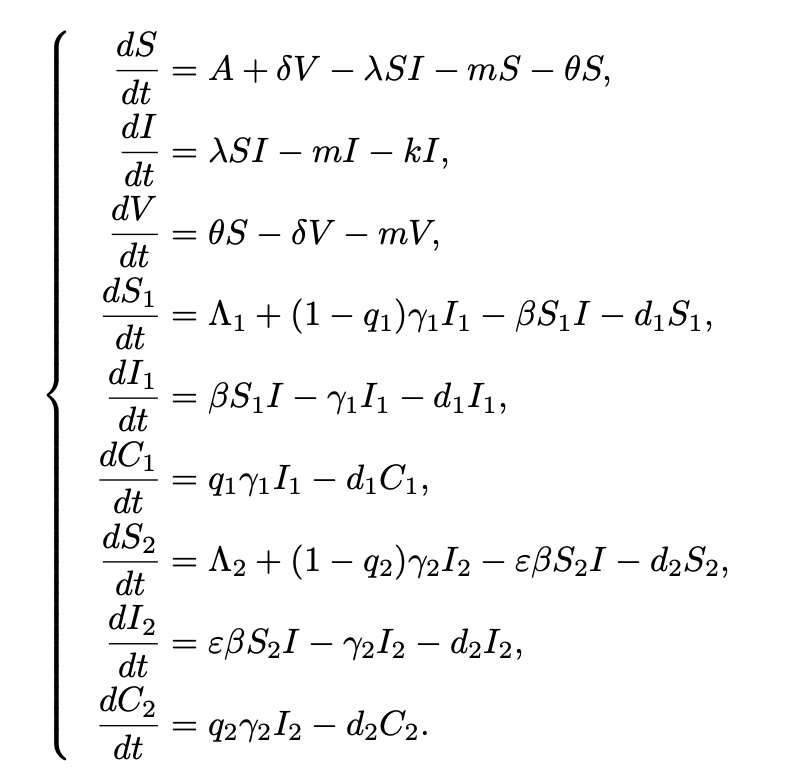 dS/dt = A + δV − λSI − mS − θS,
dI/dt = λSI − mI − kI,
dV/dt = θS − δV − mV,
dS₁/dt = Λ₁ + (1 − q₁)γ₁I₁ − βS₁I − d₁S₁,
dI₁/dt = βS₁I − γ₁I₁ − d₁I₁,
dC₁/dt = q₁γ₁I₁ − d₁C₁,
dS₂/dt = Λ₂ + (1 − q₂)γ₂I₂ − εβS₂I − d₂S₂,
dI₂/dt = εβS₂I − γ₂I₂ − d₂I₂,
dC₂/dt = q₂γ₂I₂ − d₂C₂.